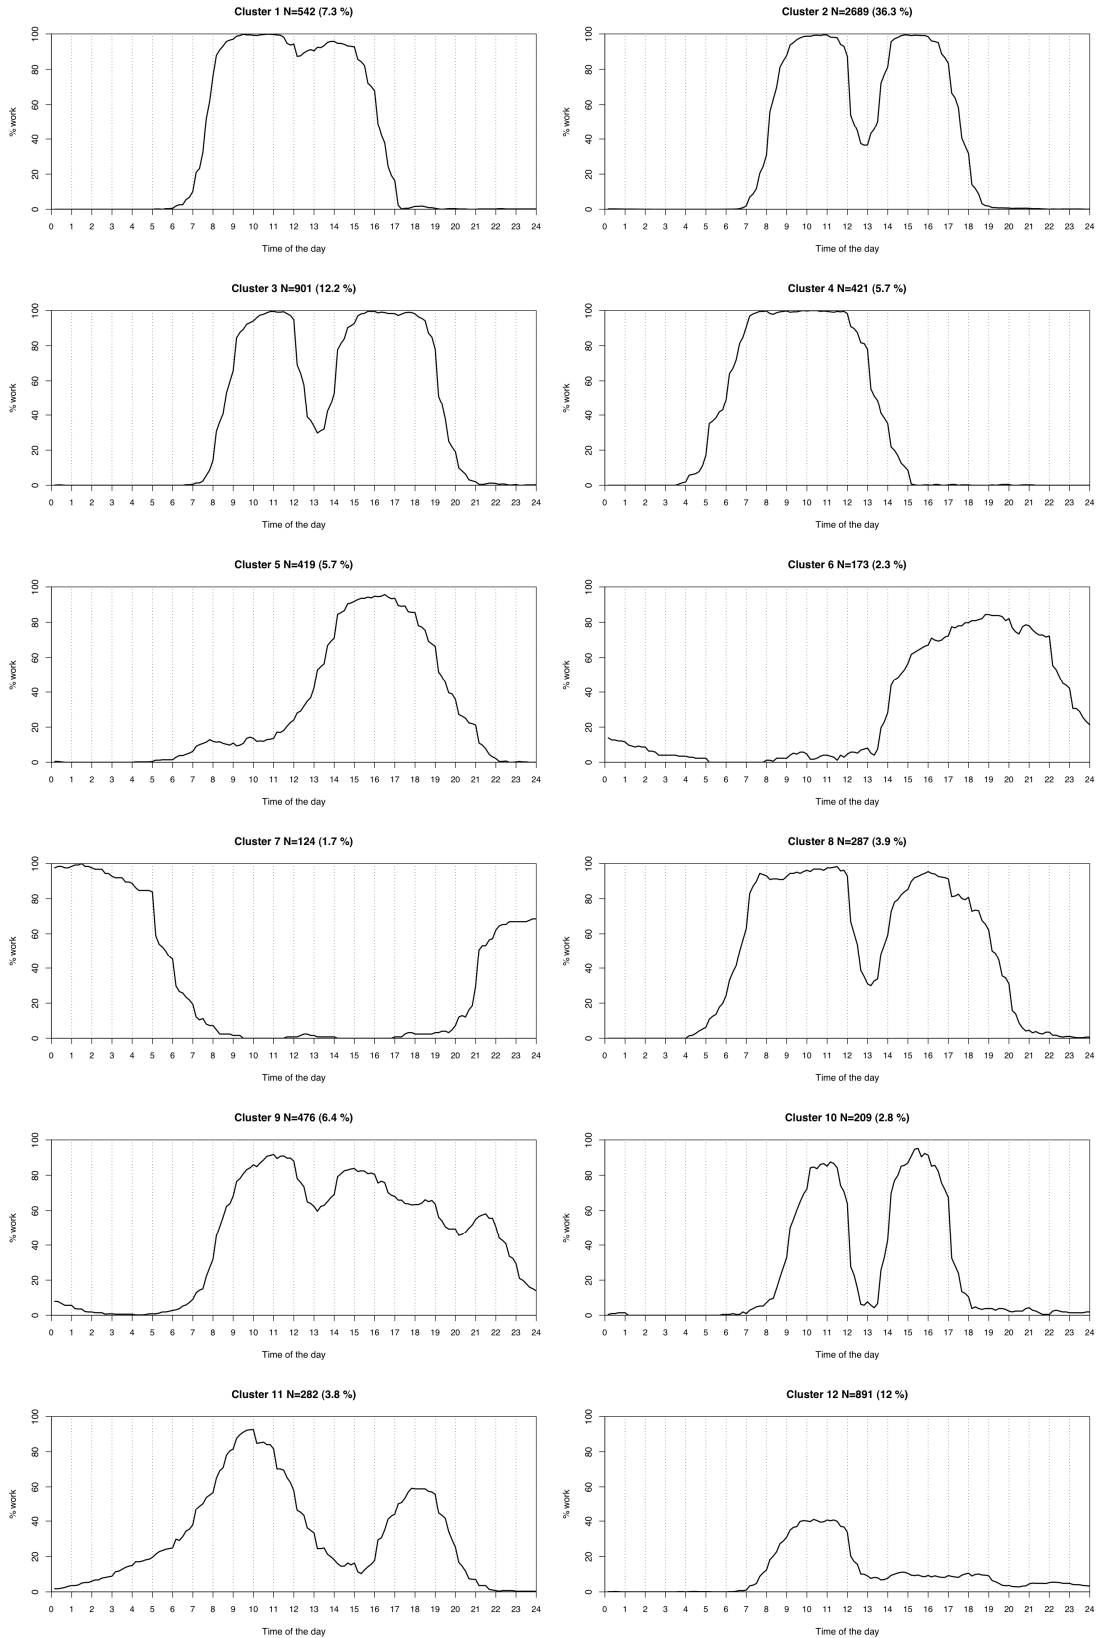 Cluster 1 N=542 (7.3 %)
% work
0 20 40 60 80 100
0 1 2 3 4 5 6 7 8 9 10 11 12 13 14 15 16 17 18 19 20 21 22 23 24
Time of the day
Cluster 2 N=2689 (36.3 %)
% work
0 20 40 60 80 100
0 1 2 3 4 5 6 7 8 9 10 11 12 13 14 15 16 17 18 19 20 21 22 23 24
Time of the day
Cluster 3 N=901 (12.2 %)
% work
0 20 40 60 80 100
0 1 2 3 4 5 6 7 8 9 10 11 12 13 14 15 16 17 18 19 20 21 22 23 24
Time of the day
Cluster 4 N=421 (5.7 %)
% work
0 20 40 60 80 100
0 1 2 3 4 5 6 7 8 9 10 11 12 13 14 15 16 17 18 19 20 21 22 23 24
Time of the day
Cluster 5 N=419 (5.7 %)
% work
0 20 40 60 80 100
0 1 2 3 4 5 6 7 8 9 10 11 12 13 14 15 16 17 18 19 20 21 22 23 24
Time of the day
Cluster 6 N=173 (2.3 %)
% work
0 20 40 60 80 100
0 1 2 3 4 5 6 7 8 9 10 11 12 13 14 15 16 17 18 19 20 21 22 23 24
Time of the day
Cluster 7 N=124 (1.7 %)
% work
0 20 40 60 80 100
0 1 2 3 4 5 6 7 8 9 10 11 12 13 14 15 16 17 18 19 20 21 22 23 24
Time of the day
Cluster 8 N=287 (3.9 %)
% work
0 20 40 60 80 100
0 1 2 3 4 5 6 7 8 9 10 11 12 13 14 15 16 17 18 19 20 21 22 23 24
Time of the day
Cluster 9 N=476 (6.4 %)
% work
0 20 40 60 80 100
0 1 2 3 4 5 6 7 8 9 10 11 12 13 14 15 16 17 18 19 20 21 22 23 24
Time of the day
Cluster 10 N=209 (2.8 %)
% work
0 20 40 60 80 100
0 1 2 3 4 5 6 7 8 9 10 11 12 13 14 15 16 17 18 19 20 21 22 23 24
Time of the day
Cluster 11 N=282 (3.8 %)
% work
0 20 40 60 80 100
0 1 2 3 4 5 6 7 8 9 10 11 12 13 14 15 16 17 18 19 20 21 22 23 24
Time of the day
Cluster 12 N=891 (12 %)
% work
0 20 40 60 80 100
0 1 2 3 4 5 6 7 8 9 10 11 12 13 14 15 16 17 18 19 20 21 22 23 24
Time of the day